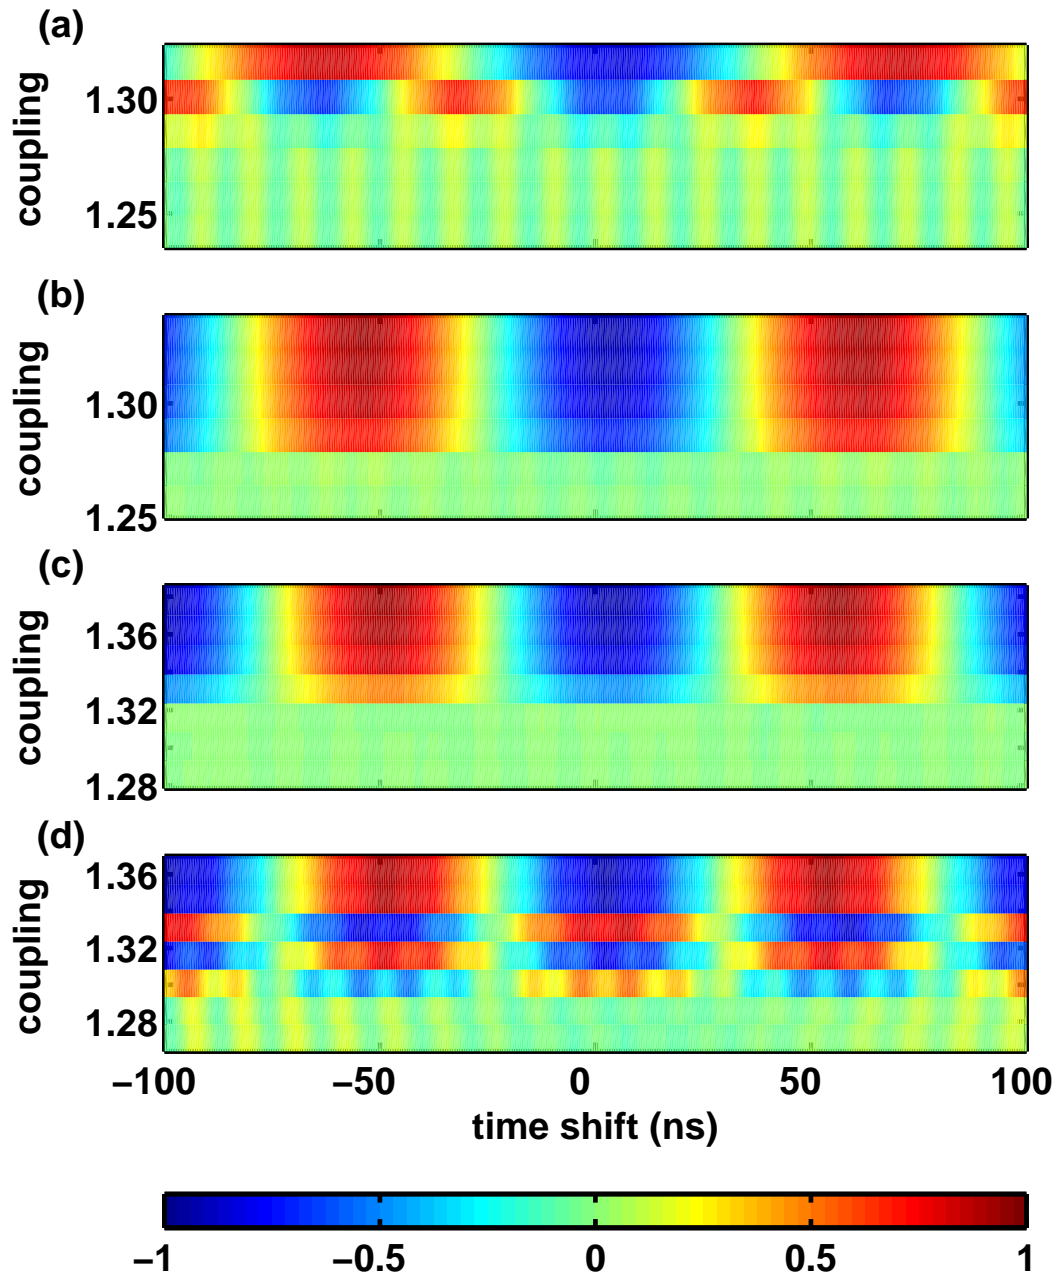 (a)
coupling
1.30
1.25
(b)
coupling
1.30
1.25
(c)
coupling
1.36
1.32
1.28
(d)
coupling
1.36
1.32
1.28
−100 −50 0 50 100
time shift (ns)
−1 −0.5 0 0.5 1